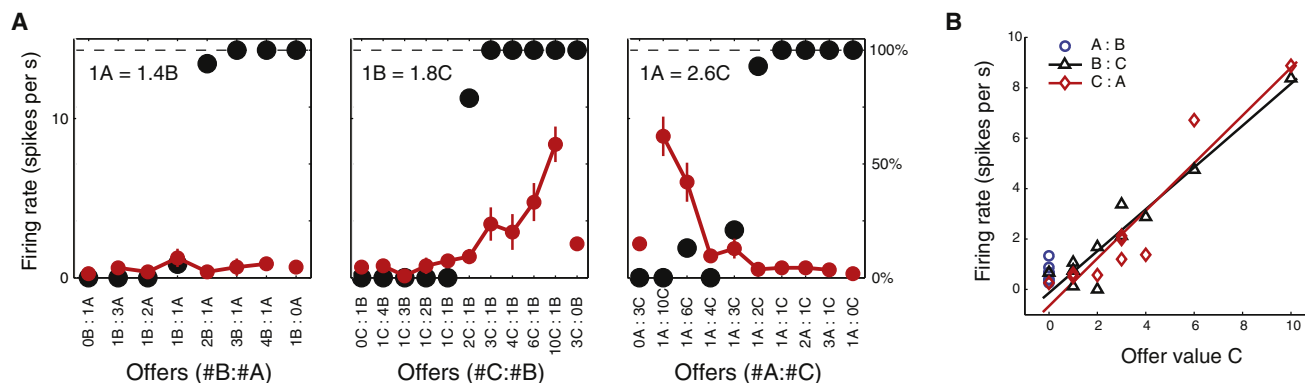 A
Firing rate (spikes per s)
10
0
1A = 1.4B
0B : 1A
1B : 3A
1B : 2A
1B : 1A
2B : 1A
3B : 1A
4B : 1A
1B : 0A
Offers (#B:#A)
1B = 1.8C
0C : 1B
1C : 4B
1C : 3B
1C : 2B
1C : 1B
2C : 1B
3C : 1B
4C : 1B
6C : 1B
10C : 1B
3C : 0B
Offers (#C:#B)
1A = 2.6C
100%
50%
0%
0A : 3C
1A : 10C
1A : 6C
1A : 4C
1A : 3C
1A : 2C
1A : 1C
2A : 1C
3A : 1C
1A : 0C
Offers (#A:#C)
B
Firing rate (spikes per s)
10
8
6
4
2
0
A : B
B : C
C : A
0
2
4
6
8
10
Offer value C